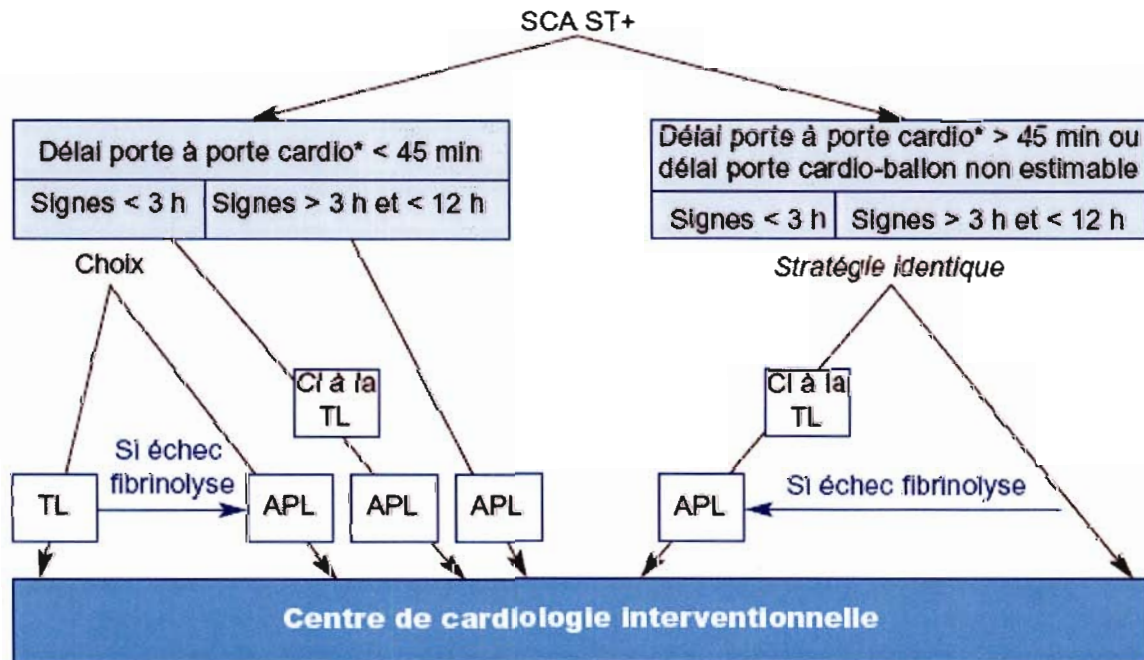 SCA ST+
Délai porte à porte cardio* < 45 min
Signes < 3 h
Signes > 3 h et < 12 h
Délai porte à porte cardio* > 45 min ou
délai porte cardio-ballon non estimable
Signes < 3 h
Signes > 3 h et < 12 h
Choix
Stratégie identique
CI à la
TL
CI à la
TL
Si échec
fibrinolyse
TL
APL
APL
APL
APL
Si échec fibrinolyse
Centre de cardiologie interventionnelle